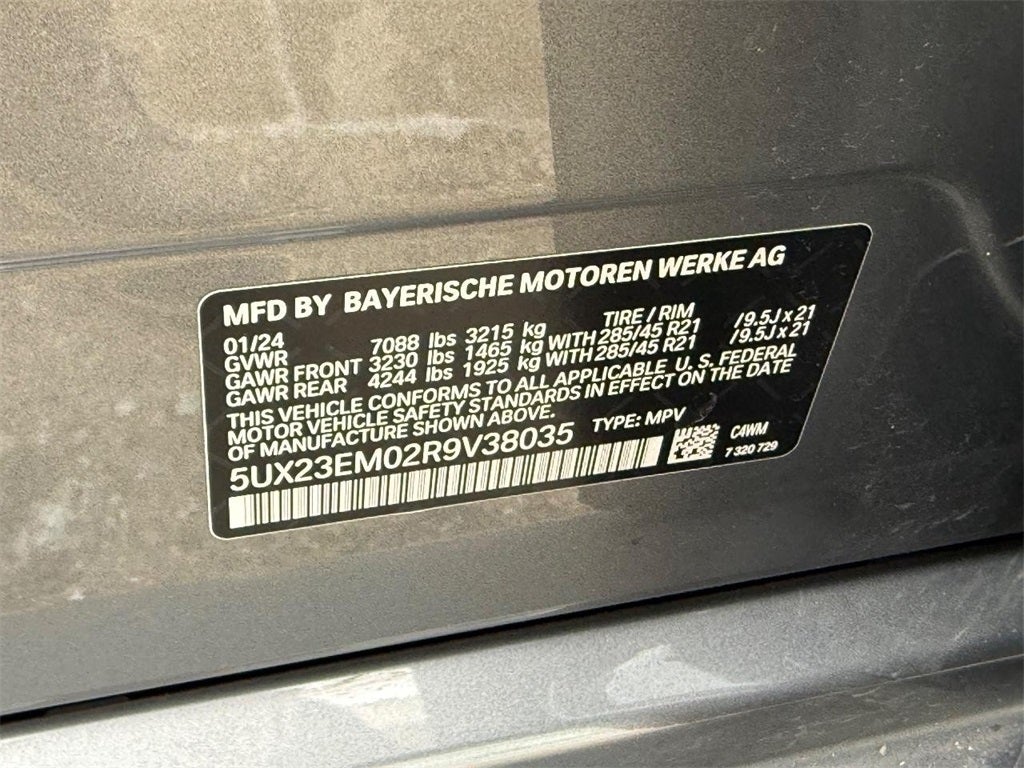 MFD BY BAYERISCHE MOTOREN WERKE AG
01/24 TIRE / RIM
GVWR 7088 lbs 3215 kg
GAWR FRONT 3230 lbs 1465 kg WITH 285/45 R21 /9.5J x 21
GAWR REAR 4244 lbs 1925 kg WITH 285/45 R21 /9.5J x 21
THIS VEHICLE CONFORMS TO ALL APPLICABLE U. S. FEDERAL
MOTOR VEHICLE SAFETY STANDARDS IN EFFECT ON THE DATE
OF MANUFACTURE SHOWN ABOVE.
5UX23EM02R9V38035 TYPE: MPV C4WM
7 320 729